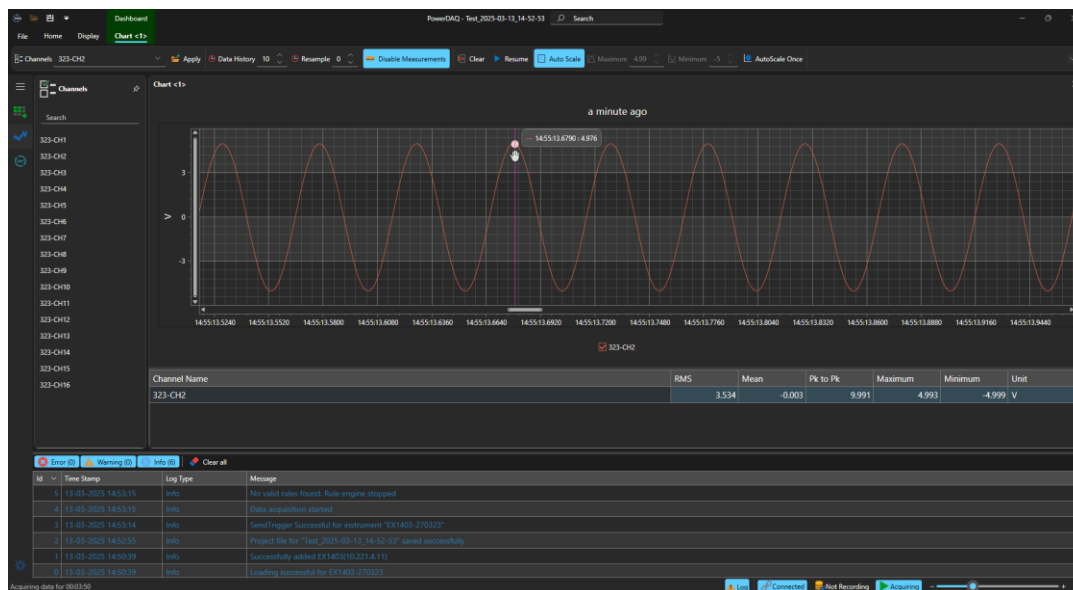 Dashboard PowerDAQ - Test_2025-03-13_14-52-53 Search
File Home Display Chart <1>
Channels 323-CH2 Apply Data History 10 Resample 0 Disable Measurements Clear Resume Auto Scale Maximum 4.99 Minimum -5 AutoScale Once
Channels
Search
323-CH1
323-CH2
323-CH3
323-CH4
323-CH5
323-CH6
323-CH7
323-CH8
323-CH9
323-CH10
323-CH11
323-CH12
323-CH13
323-CH14
323-CH15
323-CH16
Chart <1>
a minute ago
14:55:13.6790 : 4.976
3
V 0
-3
14:55:13.5240 14:55:13.5520 14:55:13.5800 14:55:13.6080 14:55:13.6360 14:55:13.6640 14:55:13.6920 14:55:13.7200 14:55:13.7480 14:55:13.7760 14:55:13.8040 14:55:13.8320 14:55:13.8600 14:55:13.8880 14:55:13.9160 14:55:13.9440
323-CH2
Channel Name RMS Mean Pk to Pk Maximum Minimum Unit
323-CH2 3.534 -0.003 9.991 4.993 -4.999 V
Error (0) Warning (0) Info (6) Clear all
Id Time Stamp Log Type Message
5 13-03-2025 14:53:15 Info No valid rules found. Rule engine stopped
4 13-03-2025 14:53:15 Info Data acquisition started
3 13-03-2025 14:53:14 Info SendTrigger Successful for instrument "EX1403-270323"
2 13-03-2025 14:52:55 Info Project file for "Test_2025-03-13_14-52-53" saved successfully
1 13-03-2025 14:50:39 Info Successfully added EX1403(10.221.4.11)
0 13-03-2025 14:50:39 Info Loading successful for EX1403-270323
Acquiring data for 00:03:50 Log Connected Not Recording Acquiring - +